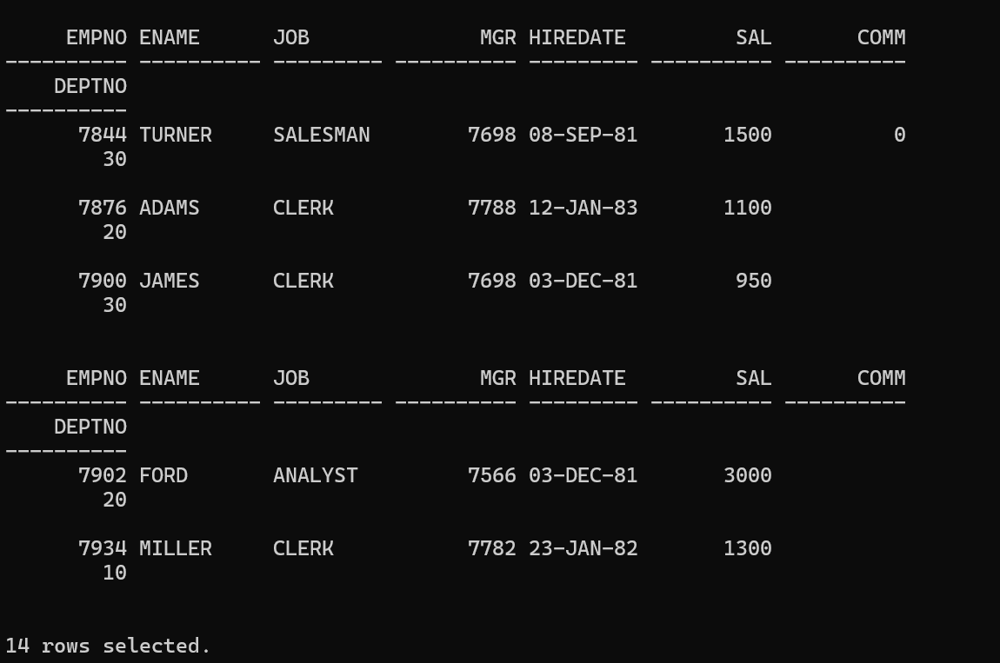 EMPNO ENAME      JOB              MGR HIREDATE         SAL       COMM
---------- ---------- --------- ---------- --------- ---------- ----------
    DEPTNO
----------
      7844 TURNER     SALESMAN        7698 08-SEP-81       1500          0
        30

      7876 ADAMS      CLERK           7788 12-JAN-83       1100
        20

      7900 JAMES      CLERK           7698 03-DEC-81        950
        30


     EMPNO ENAME      JOB              MGR HIREDATE         SAL       COMM
---------- ---------- --------- ---------- --------- ---------- ----------
    DEPTNO
----------
      7902 FORD       ANALYST         7566 03-DEC-81       3000
        20

      7934 MILLER     CLERK           7782 23-JAN-82       1300
        10


14 rows selected.